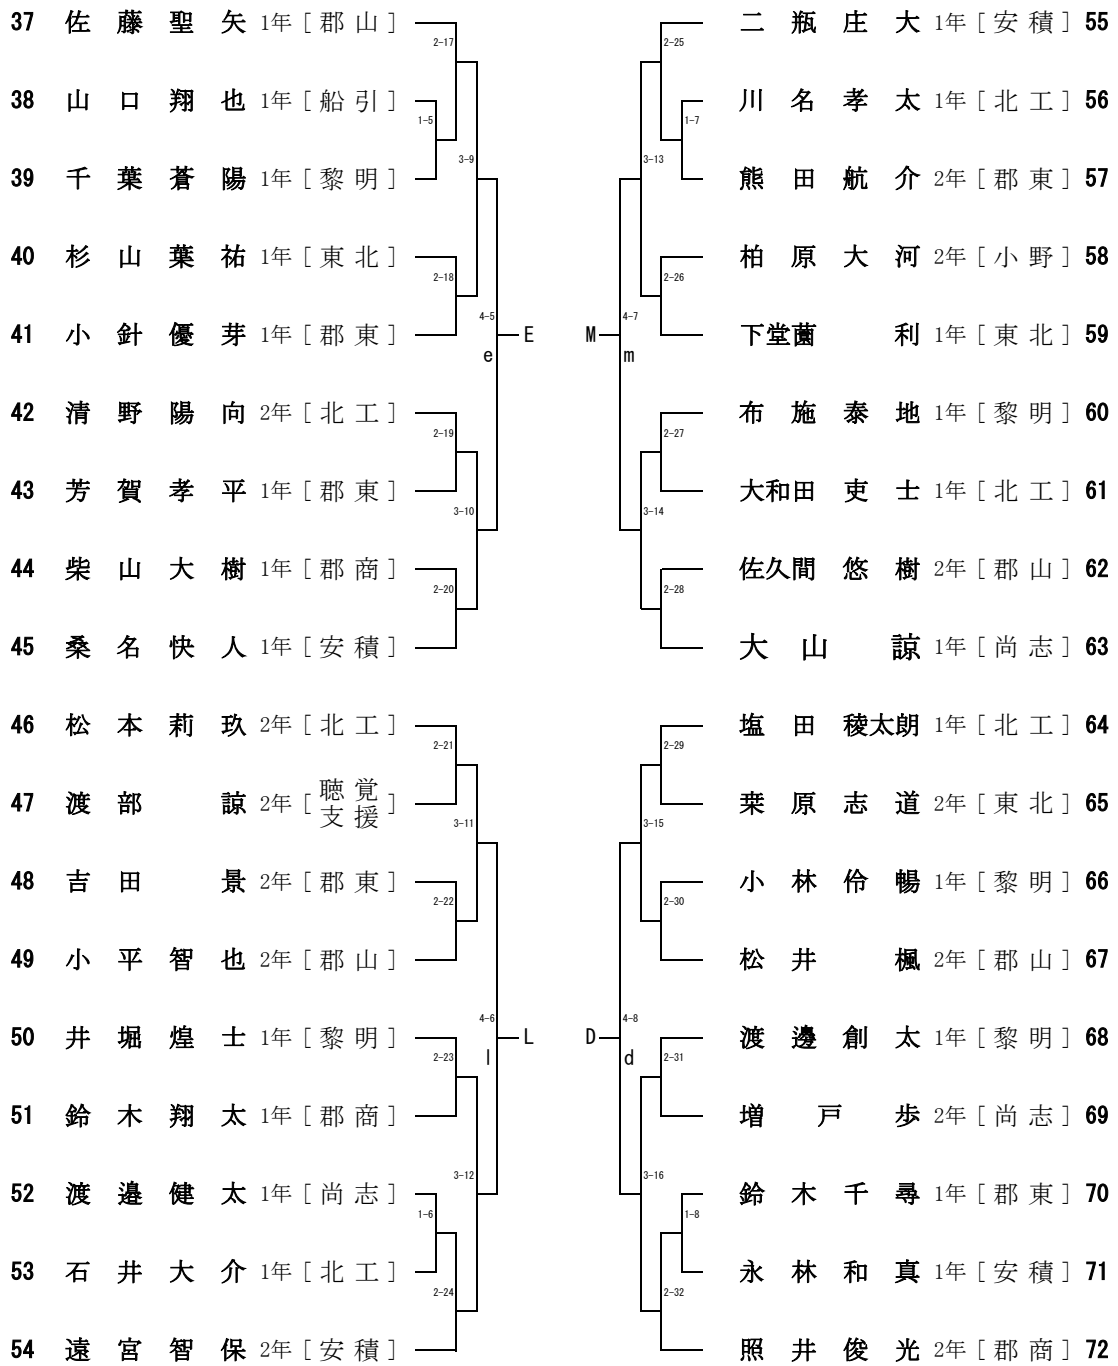 37 佐藤聖矢 1年 [郡山]
2-17
38 山口翔也 1年 [船引]
1-5
3-9
39 千葉蒼陽 1年 [黎明]
40 杉山葉祐 1年 [東北]
2-18
4-5
41 小針優芽 1年 [郡東]
E
e
42 清野陽向 2年 [北工]
2-19
43 芳賀孝平 1年 [郡東]
3-10
44 柴山大樹 1年 [郡商]
2-20
45 桑名快人 1年 [安積]
46 松本莉玖 2年 [北工]
2-21
47 渡部諒 2年 [聴覚支援]
3-11
48 吉田景 2年 [郡東]
2-22
49 小平智也 2年 [郡山]
4-6
50 井堀煌士 1年 [黎明]
L
2-23
l
51 鈴木翔太 1年 [郡商]
3-12
52 渡邉健太 1年 [尚志]
1-6
53 石井大介 1年 [北工]
2-24
54 遠宮智保 2年 [安積]
二瓶庄大 1年 [安積] 55
2-25
川名孝太 1年 [北工] 56
1-7
3-13
熊田航介 2年 [郡東] 57
柏原大河 2年 [小野] 58
2-26
4-7
M
下堂薗利 1年 [東北] 59
m
布施泰地 1年 [黎明] 60
2-27
大和田吏士 1年 [北工] 61
3-14
佐久間悠樹 2年 [郡山] 62
2-28
大山諒 1年 [尚志] 63
塩田稜太朗 1年 [北工] 64
2-29
栞原志道 2年 [東北] 65
3-15
小林伶暢 1年 [黎明] 66
2-30
松井楓 2年 [郡山] 67
4-8
D
渡邊創太 1年 [黎明] 68
d
2-31
増戸歩 2年 [尚志] 69
3-16
鈴木千尋 1年 [郡東] 70
1-8
永林和真 1年 [安積] 71
2-32
照井俊光 2年 [郡商] 72